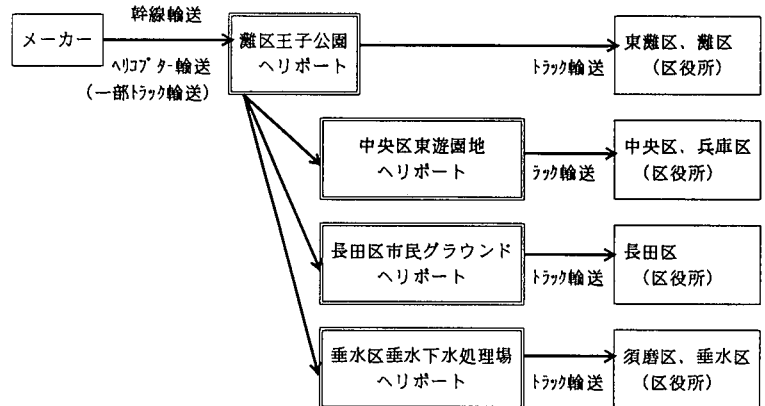 幹線輸送
メーカー
ﾍﾘｺﾌﾟﾀｰ輸送
(一部ﾄﾗｯｸ輸送)
灘区王子公園
ヘリポート
ﾄﾗｯｸ輸送
東灘区、灘区
(区役所)
中央区東遊園地
ヘリポート
ﾗｯｸ輸送
中央区、兵庫区
(区役所)
長田区市民グラウンド
ヘリポート
ﾄﾗｯｸ輸送
長田区
(区役所)
垂水区垂水下水処理場
ヘリポート
ﾄﾗｯｸ輸送
須磨区、垂水区
(区役所)